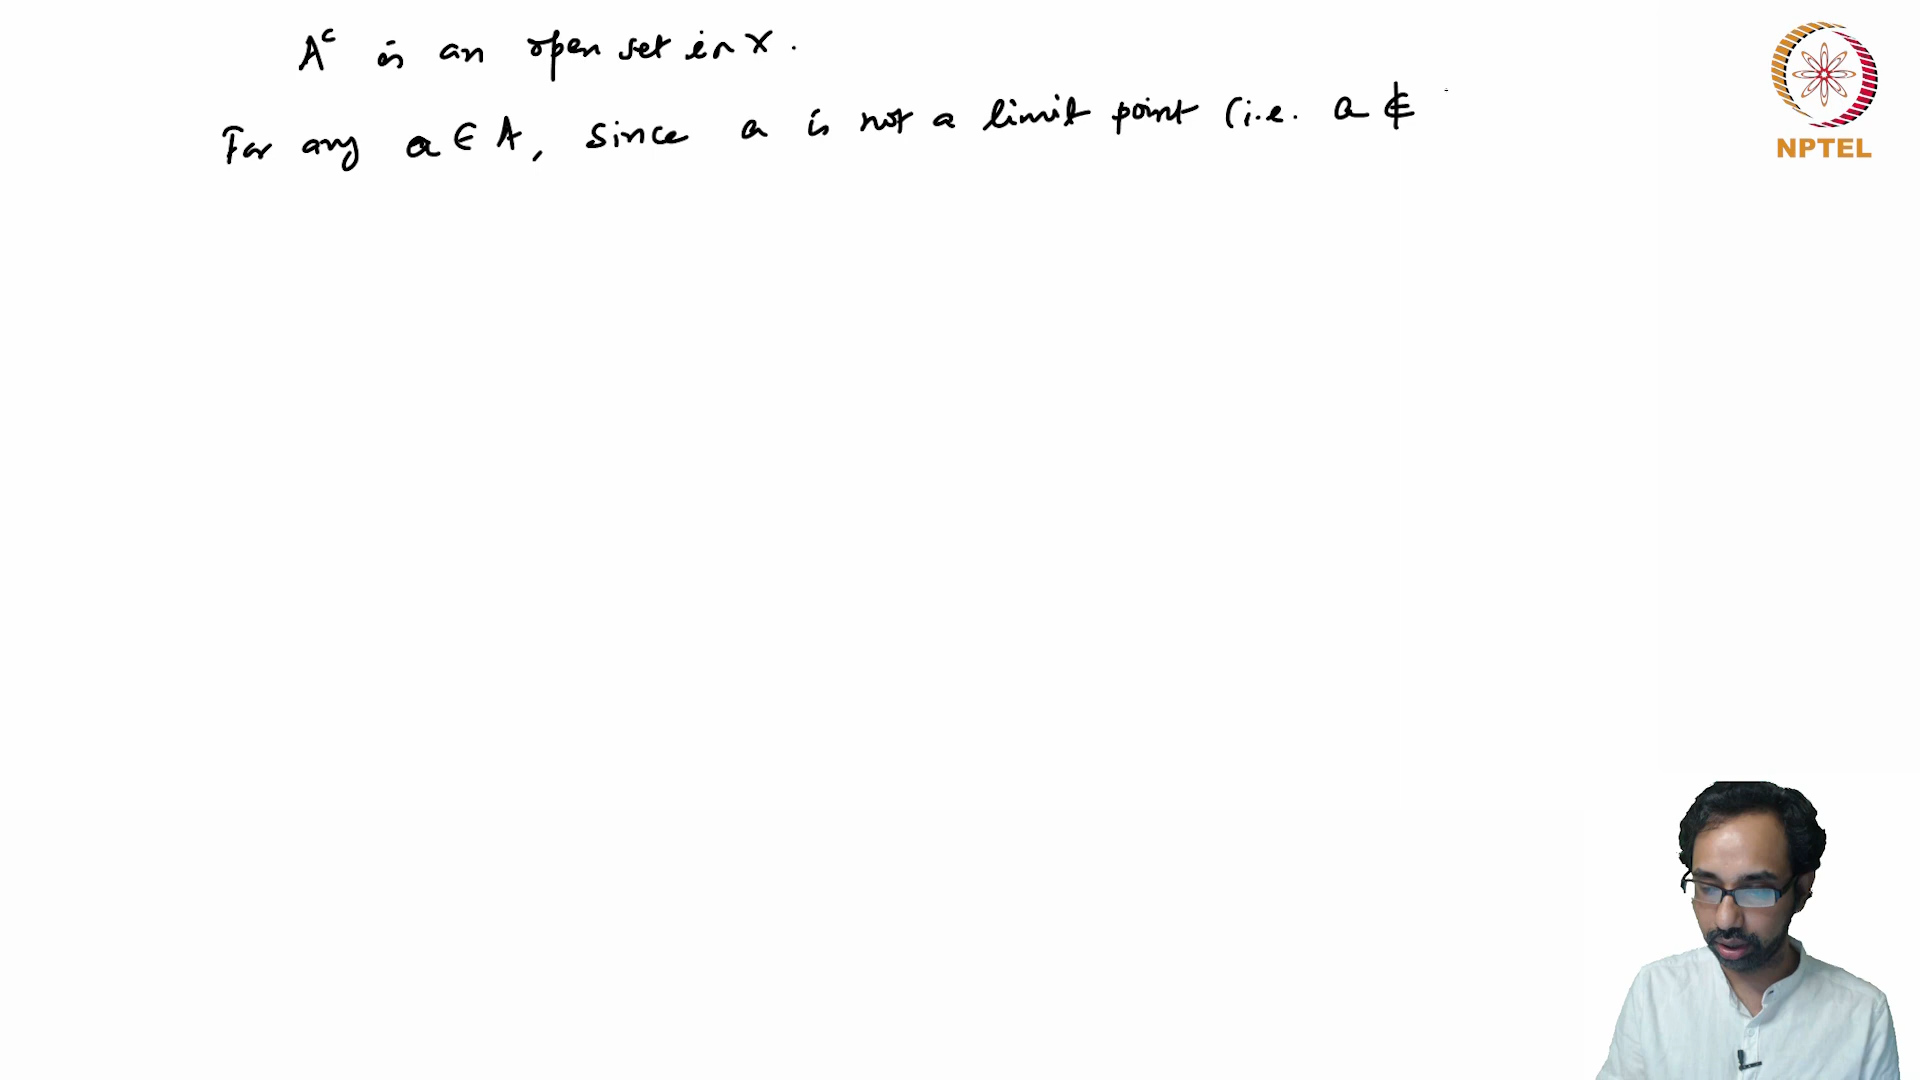 A^c is an open set in X.
For any a ∈ A, since a is not a limit point (i.e. a ∉
NPTEL